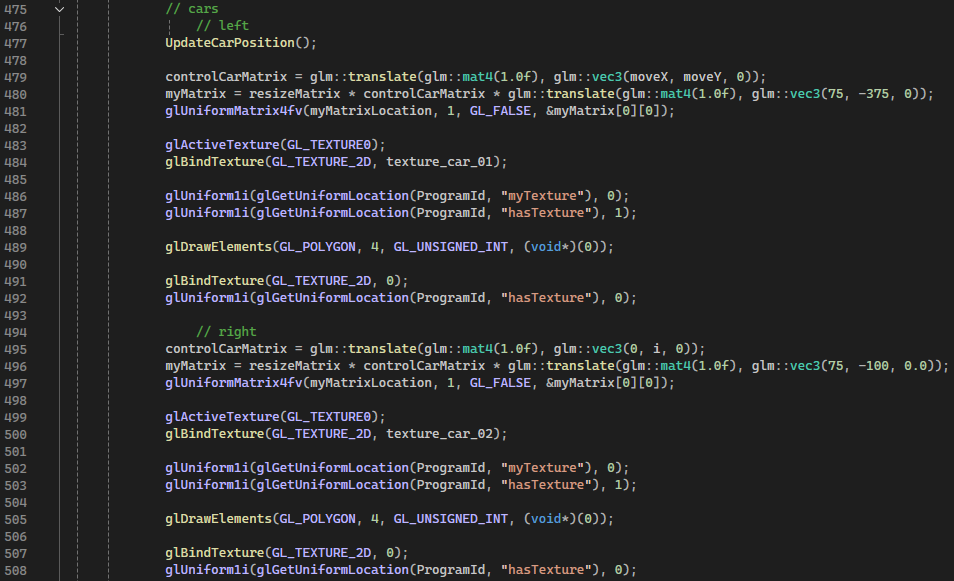 475 // cars
476 // left
477 UpdateCarPosition();
478
479 controlCarMatrix = glm::translate(glm::mat4(1.0f), glm::vec3(moveX, moveY, 0));
480 myMatrix = resizeMatrix * controlCarMatrix * glm::translate(glm::mat4(1.0f), glm::vec3(75, -375, 0));
481 glUniformMatrix4fv(myMatrixLocation, 1, GL_FALSE, &myMatrix[0][0]);
482
483 glActiveTexture(GL_TEXTURE0);
484 glBindTexture(GL_TEXTURE_2D, texture_car_01);
485
486 glUniform1i(glGetUniformLocation(ProgramId, "myTexture"), 0);
487 glUniform1i(glGetUniformLocation(ProgramId, "hasTexture"), 1);
488
489 glDrawElements(GL_POLYGON, 4, GL_UNSIGNED_INT, (void*)(0));
490
491 glBindTexture(GL_TEXTURE_2D, 0);
492 glUniform1i(glGetUniformLocation(ProgramId, "hasTexture"), 0);
493
494 // right
495 controlCarMatrix = glm::translate(glm::mat4(1.0f), glm::vec3(0, i, 0));
496 myMatrix = resizeMatrix * controlCarMatrix * glm::translate(glm::mat4(1.0f), glm::vec3(75, -100, 0.0));
497 glUniformMatrix4fv(myMatrixLocation, 1, GL_FALSE, &myMatrix[0][0]);
498
499 glActiveTexture(GL_TEXTURE0);
500 glBindTexture(GL_TEXTURE_2D, texture_car_02);
501
502 glUniform1i(glGetUniformLocation(ProgramId, "myTexture"), 0);
503 glUniform1i(glGetUniformLocation(ProgramId, "hasTexture"), 1);
504
505 glDrawElements(GL_POLYGON, 4, GL_UNSIGNED_INT, (void*)(0));
506
507 glBindTexture(GL_TEXTURE_2D, 0);
508 glUniform1i(glGetUniformLocation(ProgramId, "hasTexture"), 0);